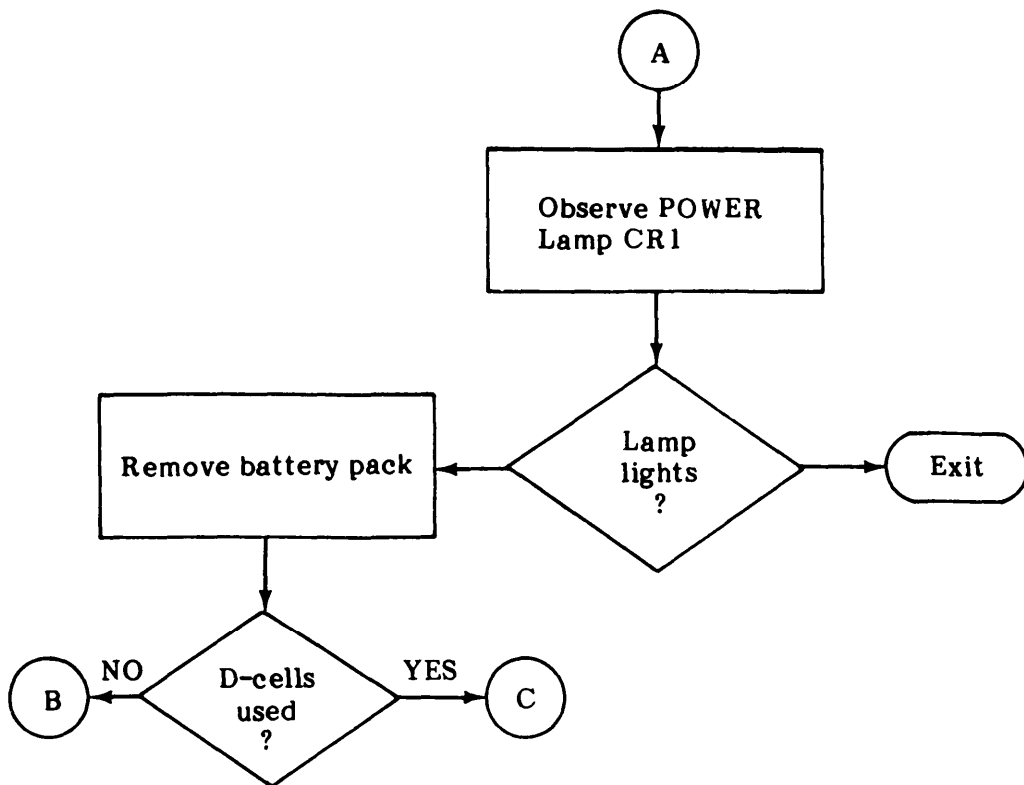 A
Observe POWER
Lamp CR1
Lamp
lights
?
Exit
Remove battery pack
D-cells
used
?
NO
YES
B
C